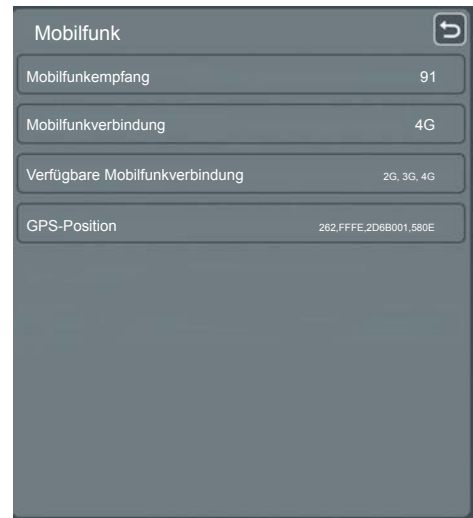 Mobilfunk
Mobilfunkempfang 91
Mobilfunkverbindung 4G
Verfügbare Mobilfunkverbindung 2G, 3G, 4G
GPS-Position 262,FFFE,2D6B001,580E